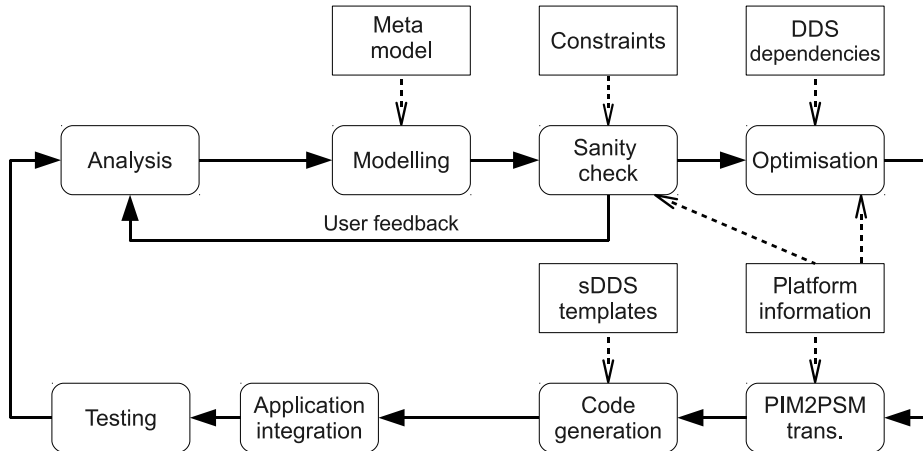 Meta
model
Constraints
DDS
dependencies
Analysis
Modelling
Sanity
check
Optimisation
User feedback
sDDS
templates
Platform
information
Testing
Application
integration
Code
generation
PIM2PSM
trans.